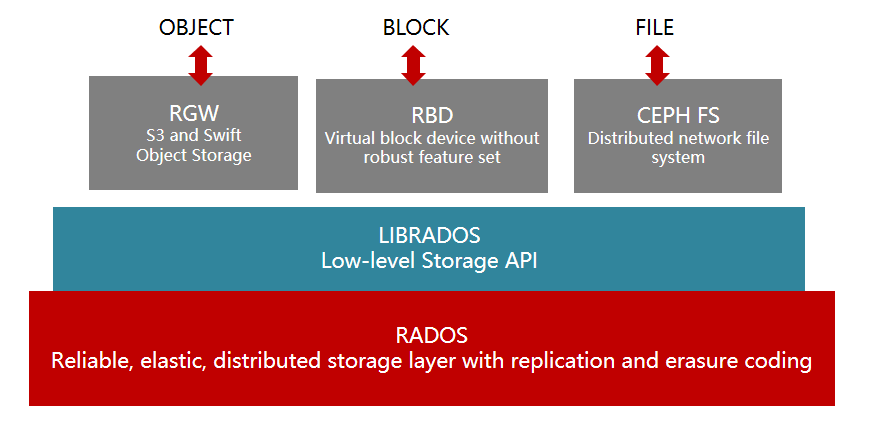 OBJECT
BLOCK
FILE
RGW
S3 and Swift
Object Storage
RBD
Virtual block device without
robust feature set
CEPH FS
Distributed network file
system
LIBRADOS
Low-level Storage API
RADOS
Reliable, elastic, distributed storage layer with replication and erasure coding